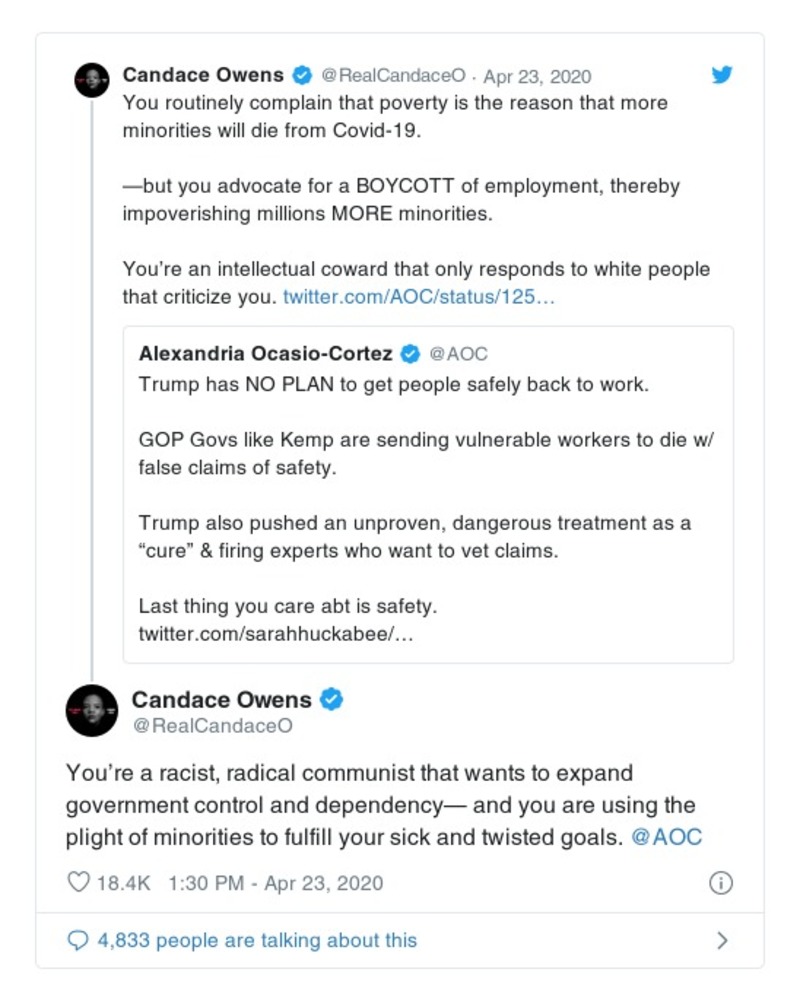 Candace Owens @RealCandaceO · Apr 23, 2020
You routinely complain that poverty is the reason that more
minorities will die from Covid-19.
—but you advocate for a BOYCOTT of employment, thereby
impoverishing millions MORE minorities.
You’re an intellectual coward that only responds to white people
that criticize you. twitter.com/AOC/status/125…
Alexandria Ocasio-Cortez @AOC
Trump has NO PLAN to get people safely back to work.
GOP Govs like Kemp are sending vulnerable workers to die w/
false claims of safety.
Trump also pushed an unproven, dangerous treatment as a
“cure” & firing experts who want to vet claims.
Last thing you care abt is safety.
twitter.com/sarahhuckabee/…
Candace Owens
@RealCandaceO
You’re a racist, radical communist that wants to expand
government control and dependency— and you are using the
plight of minorities to fulfill your sick and twisted goals. @AOC
18.4K 1:30 PM - Apr 23, 2020
4,833 people are talking about this